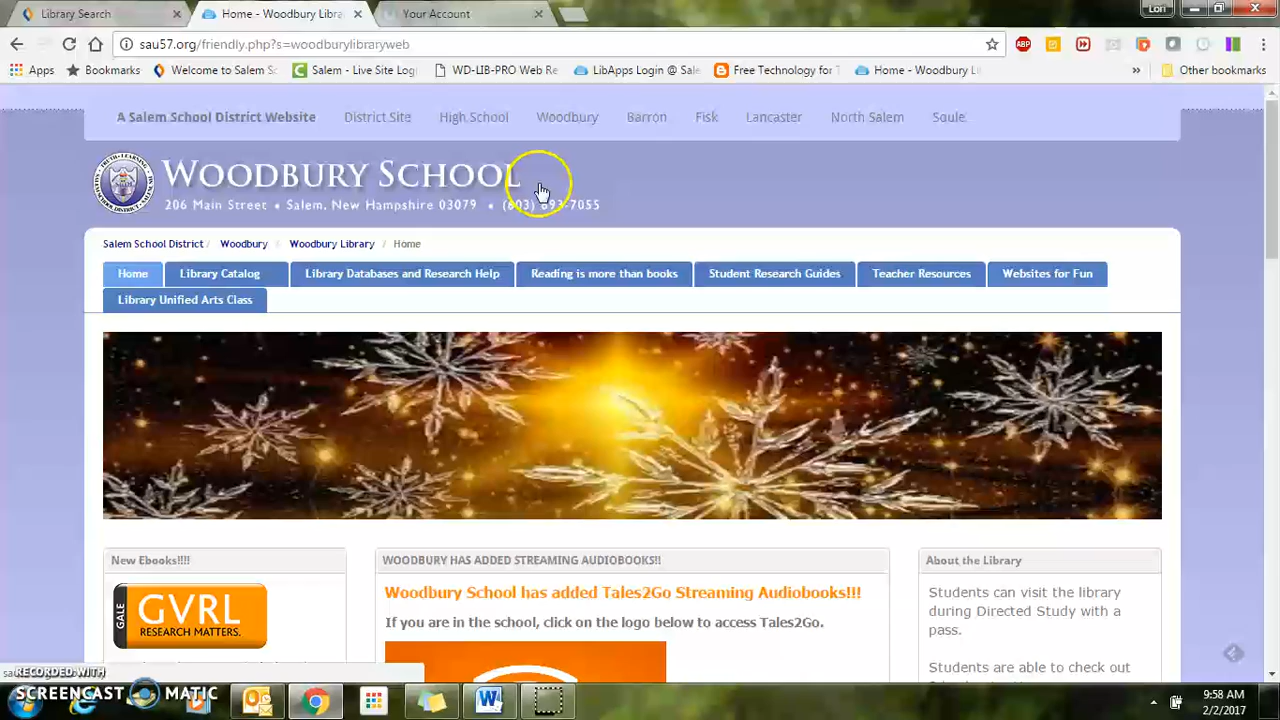 Library Search
Home - Woodbury Libra
Your Account
Lori
sau57.org/friendly.php?s=woodburylibraryweb
ABP
Apps
Bookmarks
Welcome to Salem Sc
Salem - Live Site Logi
WD-LIB-PRO Web Re
LibApps Login @ Sale
Free Technology for T
Home - Woodbury L
»
Other bookmarks
A Salem School District Website
District Site
High School
Woodbury
Barron
Fisk
Lancaster
North Salem
Soule
WOODBURY SCHOOL
206 Main Street • Salem, New Hampshire 03079 • (603) 893-7055
Salem School District / Woodbury / Woodbury Library / Home
Home
Library Catalog
Library Databases and Research Help
Reading is more than books
Student Research Guides
Teacher Resources
Websites for Fun
Library Unified Arts Class
New Ebooks!!!!
GALE
GVRL
RESEARCH MATTERS.
WOODBURY HAS ADDED STREAMING AUDIOBOOKS!!
Woodbury School has added Tales2Go Streaming Audiobooks!!!
If you are in the school, click on the logo below to access Tales2Go.
About the Library
Students can visit the library
during Directed Study with a
pass.
Students are able to check out
RECORDED WITH
SCREENCAST MATIC
9:58 AM
2/2/2017